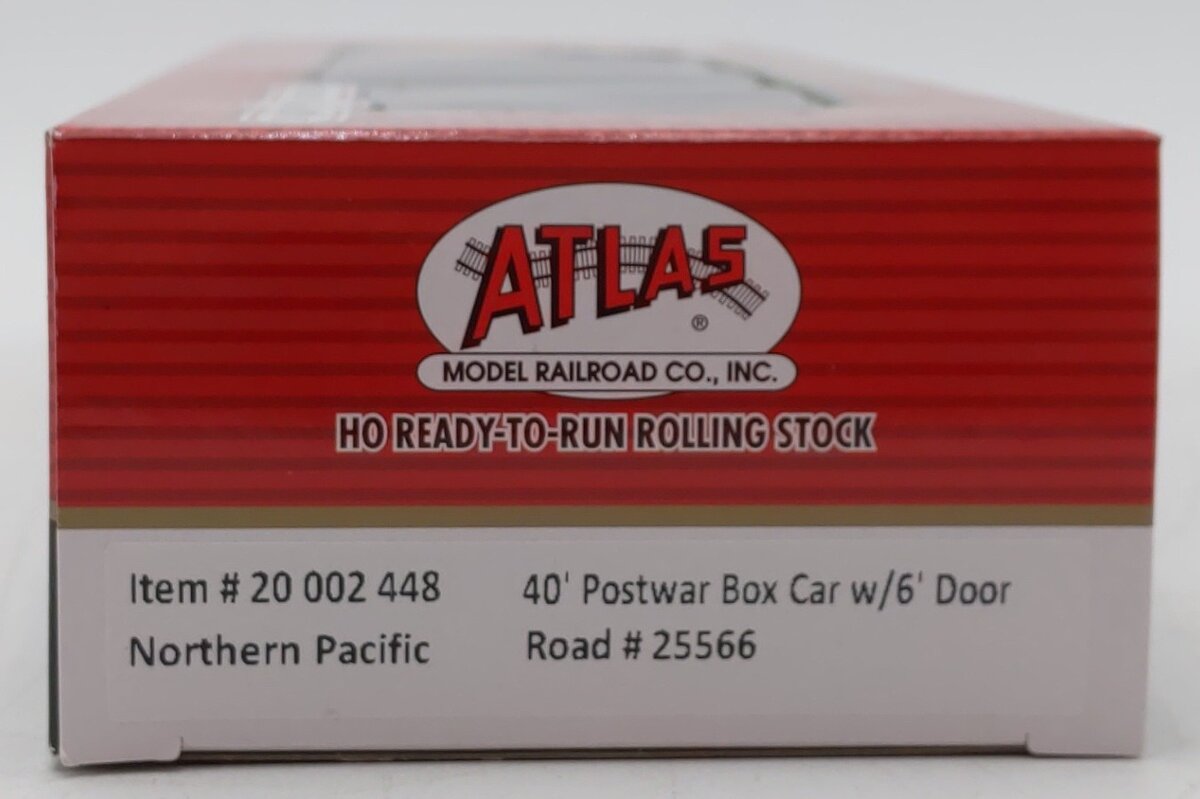 ATLAS
®
MODEL RAILROAD CO., INC.
HO READY-TO-RUN ROLLING STOCK
Item # 20 002 448 40' Postwar Box Car w/6' Door
Northern Pacific Road # 25566